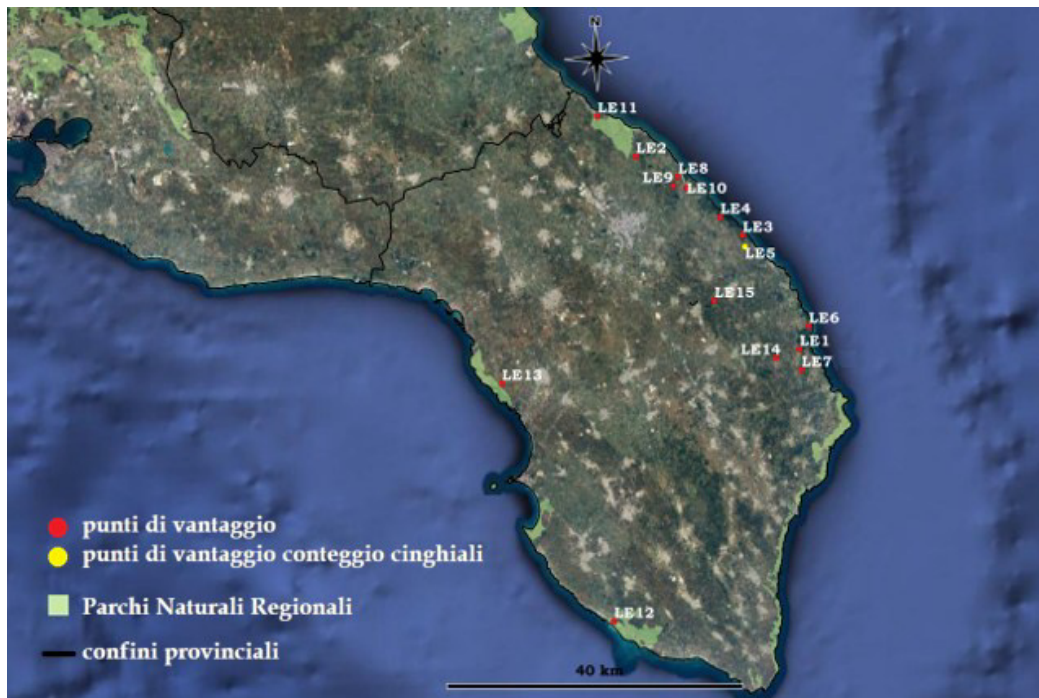 N
LE11
LE2
LE8
LE9
LE10
LE4
LE3
LE5
LE15
LE6
LE1
LE14
LE7
LE13
punti di vantaggio
punti di vantaggio conteggio cinghiali
Parchi Naturali Regionali
LE12
confini provinciali
40 km